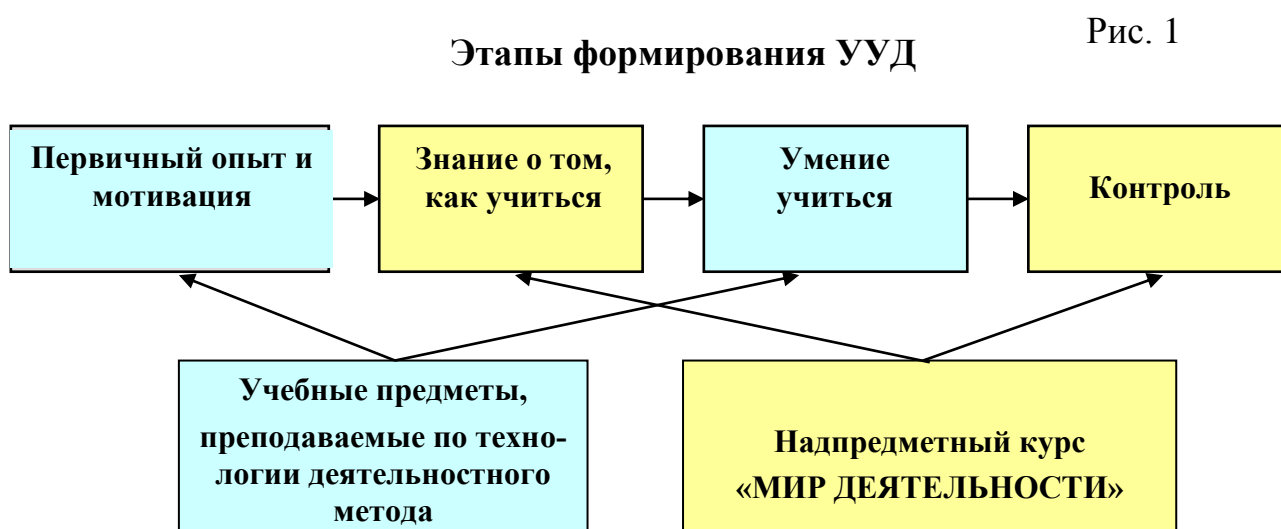 Рис. 1
Этапы формирования УУД
Первичный опыт и
мотивация
Знание о том,
как учиться
Умение
учиться
Контроль
Учебные предметы,
преподаваемые по техно-
логии деятельностного
метода
Надпредметный курс
«МИР ДЕЯТЕЛЬНОСТИ»